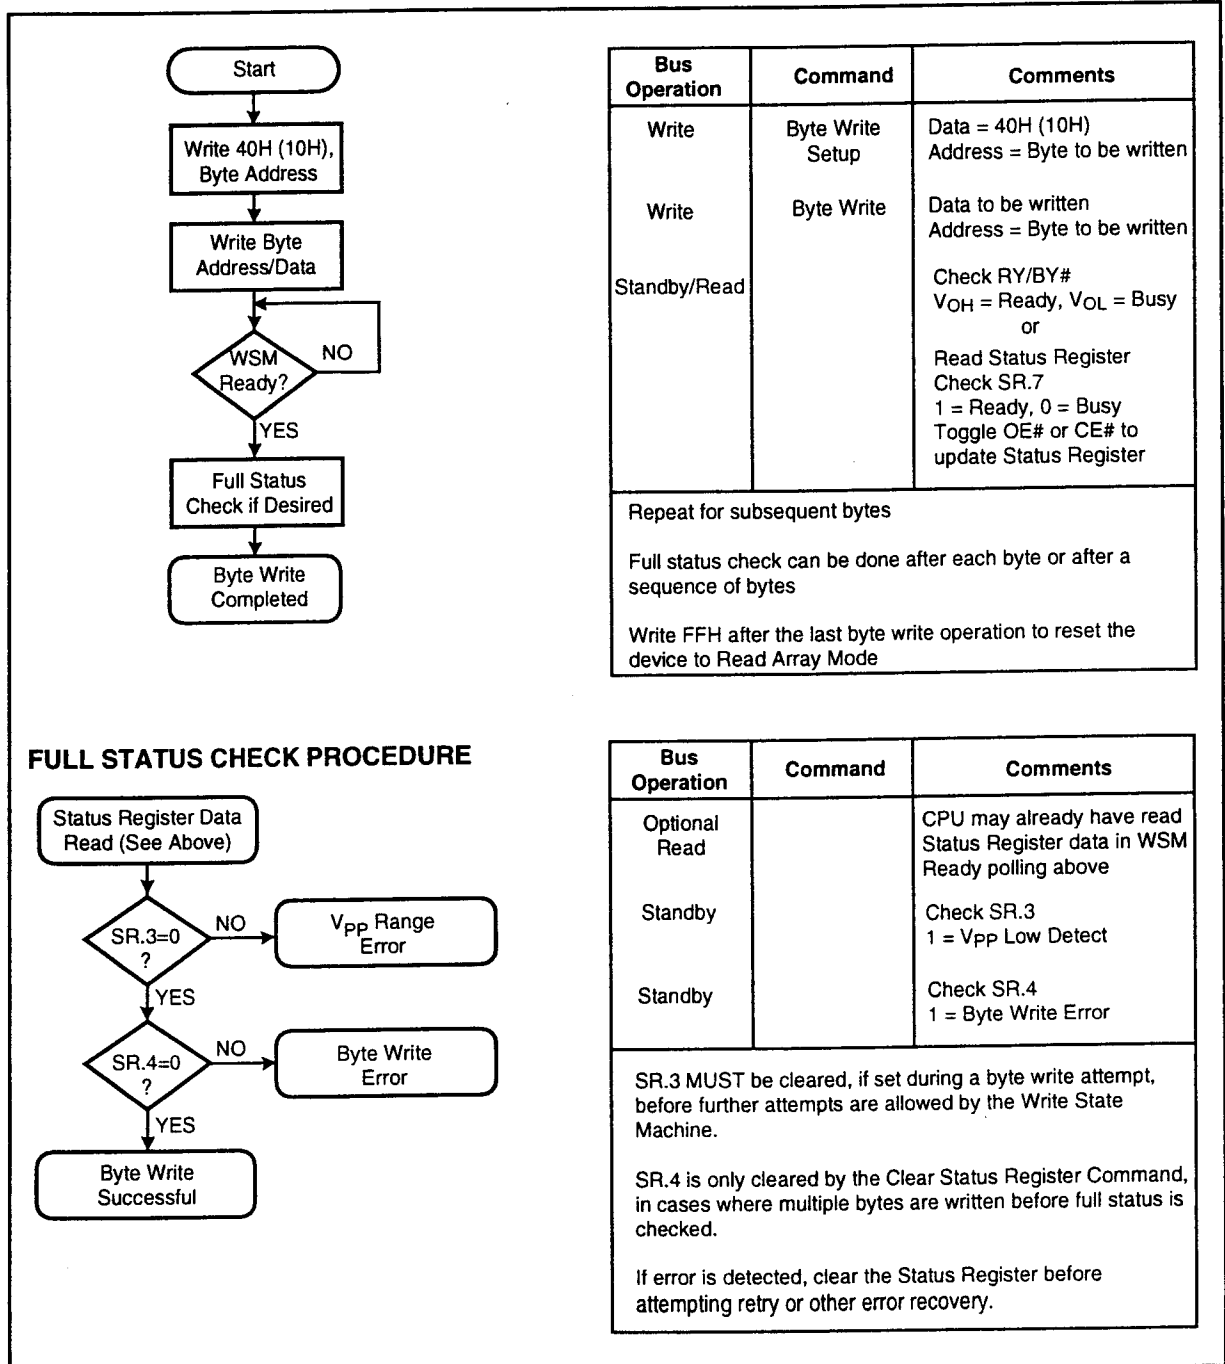 Start
Write 40H (10H),
Byte Address
Write Byte
Address/Data
WSM
Ready?
NO
YES
Full Status
Check if Desired
Byte Write
Completed
Bus
Operation
Command
Comments
Write
Byte Write
Setup
Data = 40H (10H)
Address = Byte to be written
Write
Byte Write
Data to be written
Address = Byte to be written
Standby/Read
Check RY/BY#
VOH = Ready, VOL = Busy
or
Read Status Register
Check SR.7
1 = Ready, 0 = Busy
Toggle OE# or CE# to
update Status Register
Repeat for subsequent bytes
Full status check can be done after each byte or after a
sequence of bytes
Write FFH after the last byte write operation to reset the
device to Read Array Mode
FULL STATUS CHECK PROCEDURE
Status Register Data
Read (See Above)
SR.3=0
?
NO
VPP Range
Error
YES
SR.4=0
?
NO
Byte Write
Error
YES
Byte Write
Successful
Bus
Operation
Command
Comments
Optional
Read
CPU may already have read
Status Register data in WSM
Ready polling above
Standby
Check SR.3
1 = VPP Low Detect
Standby
Check SR.4
1 = Byte Write Error
SR.3 MUST be cleared, if set during a byte write attempt,
before further attempts are allowed by the Write State
Machine.
SR.4 is only cleared by the Clear Status Register Command,
in cases where multiple bytes are written before full status is
checked.
If error is detected, clear the Status Register before
attempting retry or other error recovery.